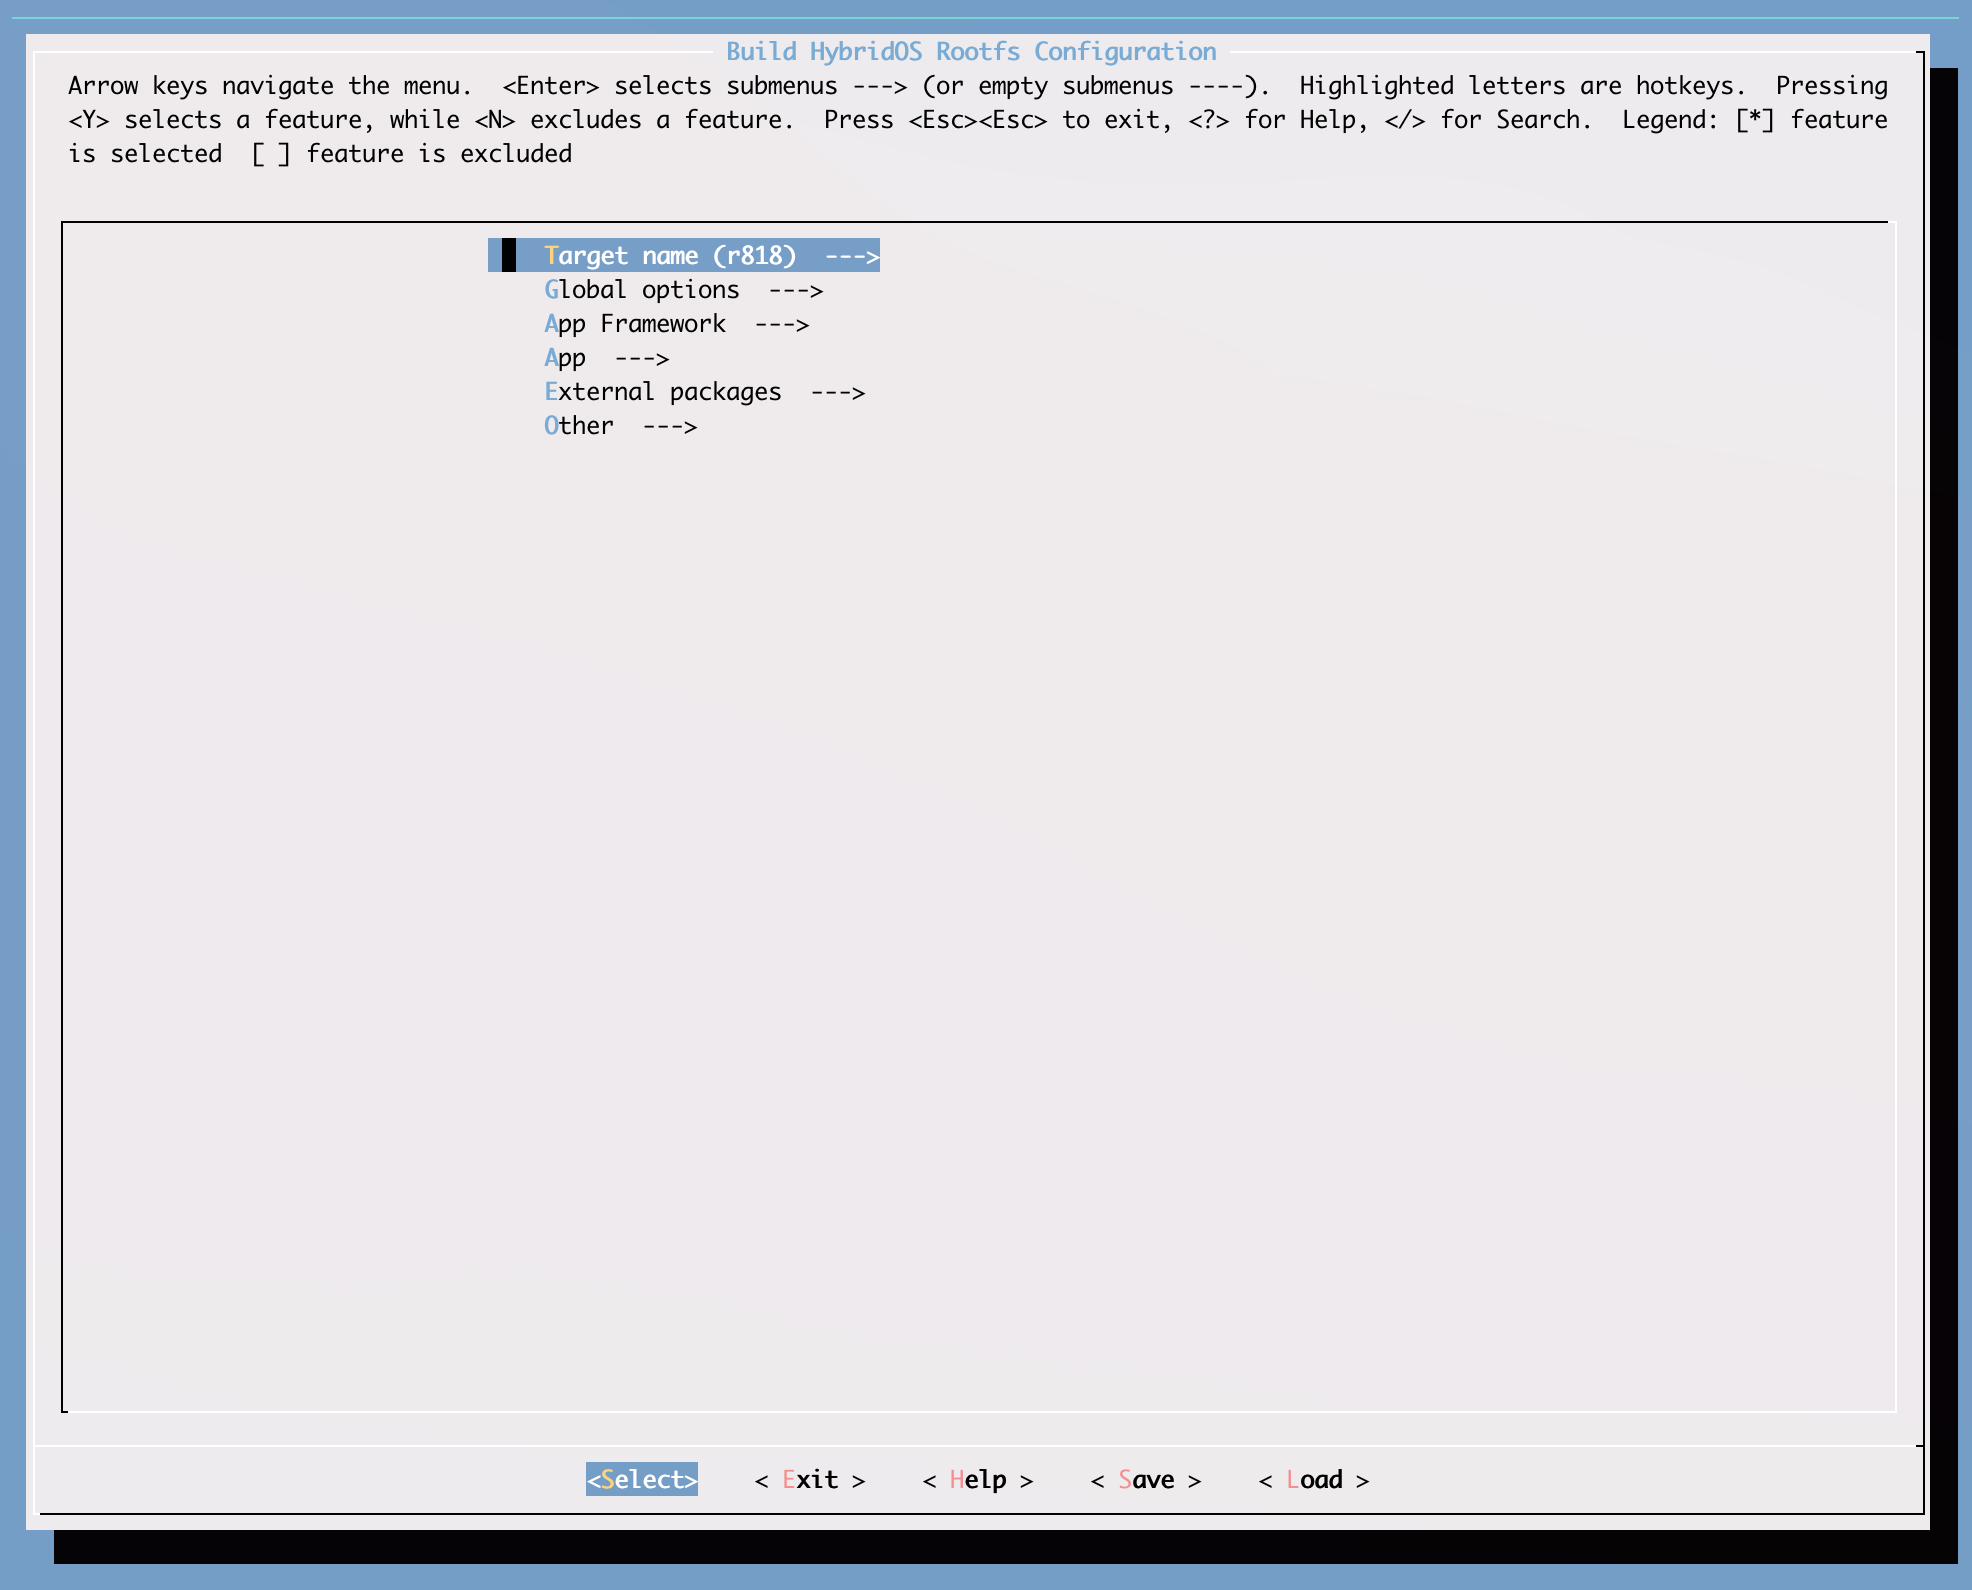 Build HybridOS Rootfs Configuration
Arrow keys navigate the menu.  <Enter> selects submenus ---> (or empty submenus ----).  Highlighted letters are hotkeys.  Pressing
<Y> selects a feature, while <N> excludes a feature.  Press <Esc><Esc> to exit, <?> for Help, </> for Search.  Legend: [*] feature
is selected  [ ] feature is excluded
Target name (r818)  --->
Global options  --->
App Framework  --->
App  --->
External packages  --->
Other  --->
<Select>    < Exit >    < Help >    < Save >    < Load >